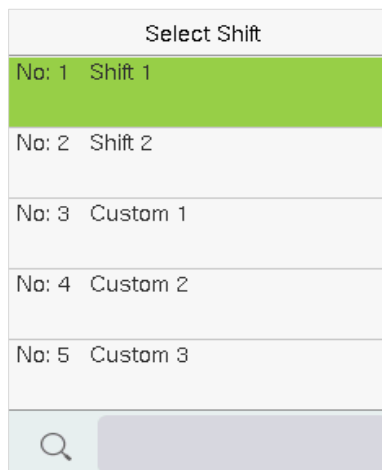 Select Shift
No: 1 Shift 1
No: 2 Shift 2
No: 3 Custom 1
No: 4 Custom 2
No: 5 Custom 3